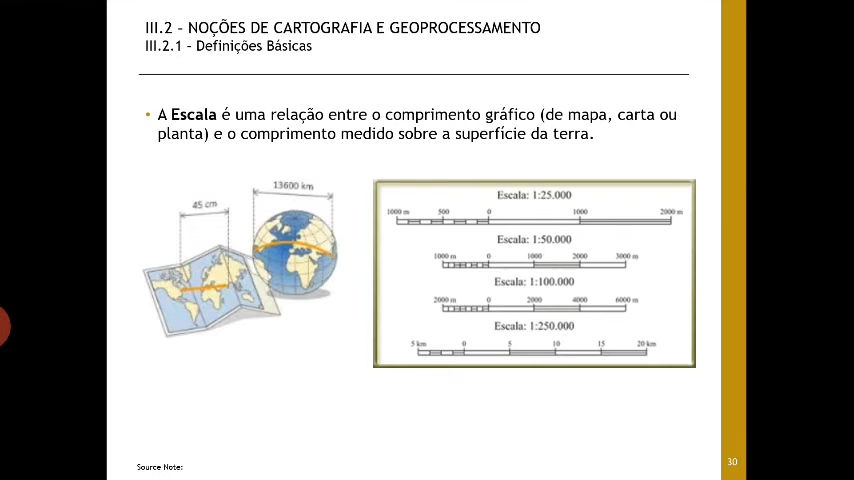 III.2 – NOÇÕES DE CARTOGRAFIA E GEOPROCESSAMENTO
III.2.1 – Definições Básicas
• A Escala é uma relação entre o comprimento gráfico (de mapa, carta ou
planta) e o comprimento medido sobre a superfície da terra.
13600 km
45 cm
Escala: 1:25.000
1000 m 500 0 1000 2000 m
Escala: 1:50.000
1000 m 0 1000 2000 3000 m
Escala: 1:100.000
2000 m 0 2000 4000 6000 m
Escala: 1:250.000
5 km 0 5 10 15 20 km
Source Note:
30